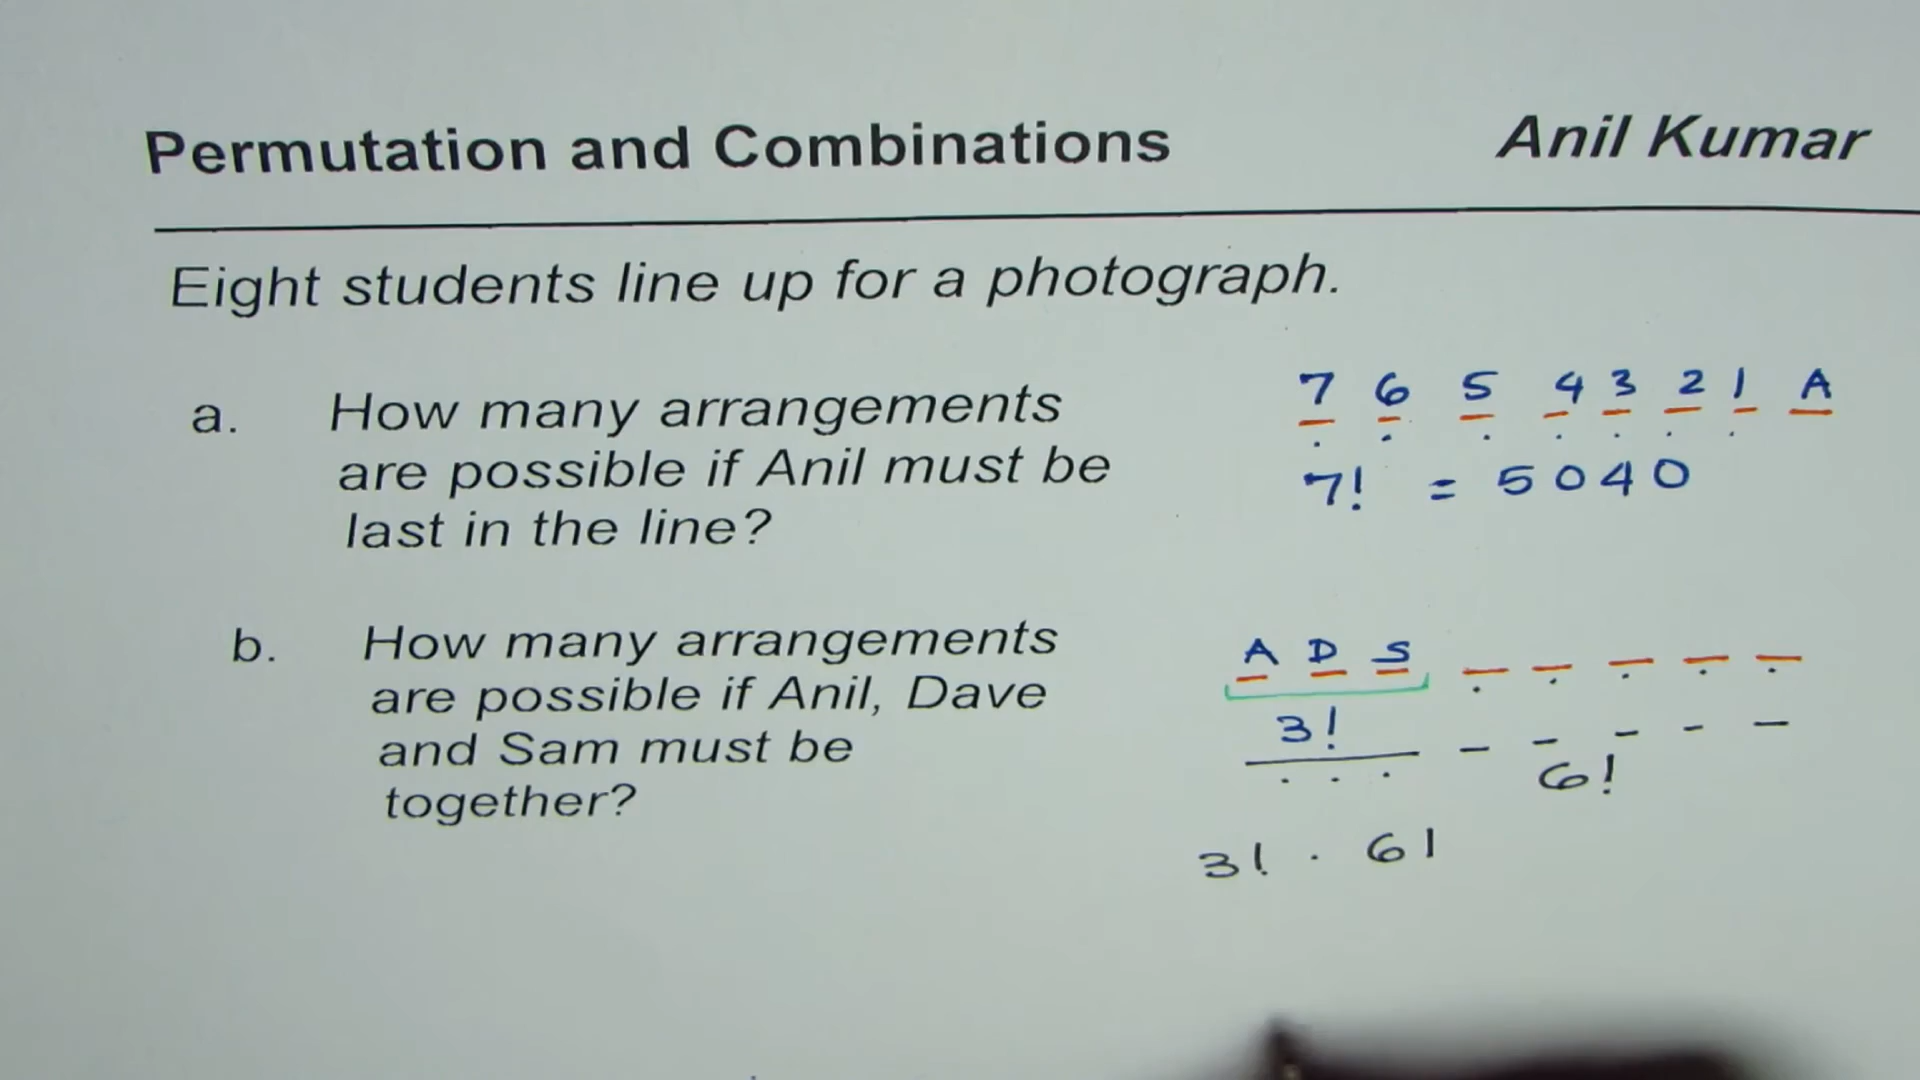 Permutation and Combinations
Anil Kumar
Eight students line up for a photograph.
a. How many arrangements
are possible if Anil must be
last in the line?
7 6 5 4 3 2 1 A
7! = 5040
b. How many arrangements
are possible if Anil, Dave
and Sam must be
together?
A D S
3!
6!
3! · 6!